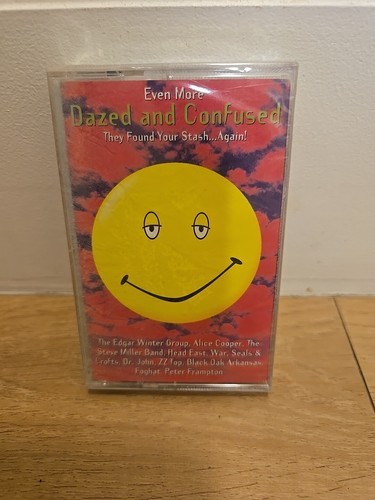 Even More
Dazed and Confused
They Found Your Stash...Again!
The Edgar Winter Group, Alice Cooper, The
Steve Miller Band, Head East, War, Seals &
Crofts, Dr. John, ZZ Top, Black Oak Arkansas,
Foghat, Peter Frampton